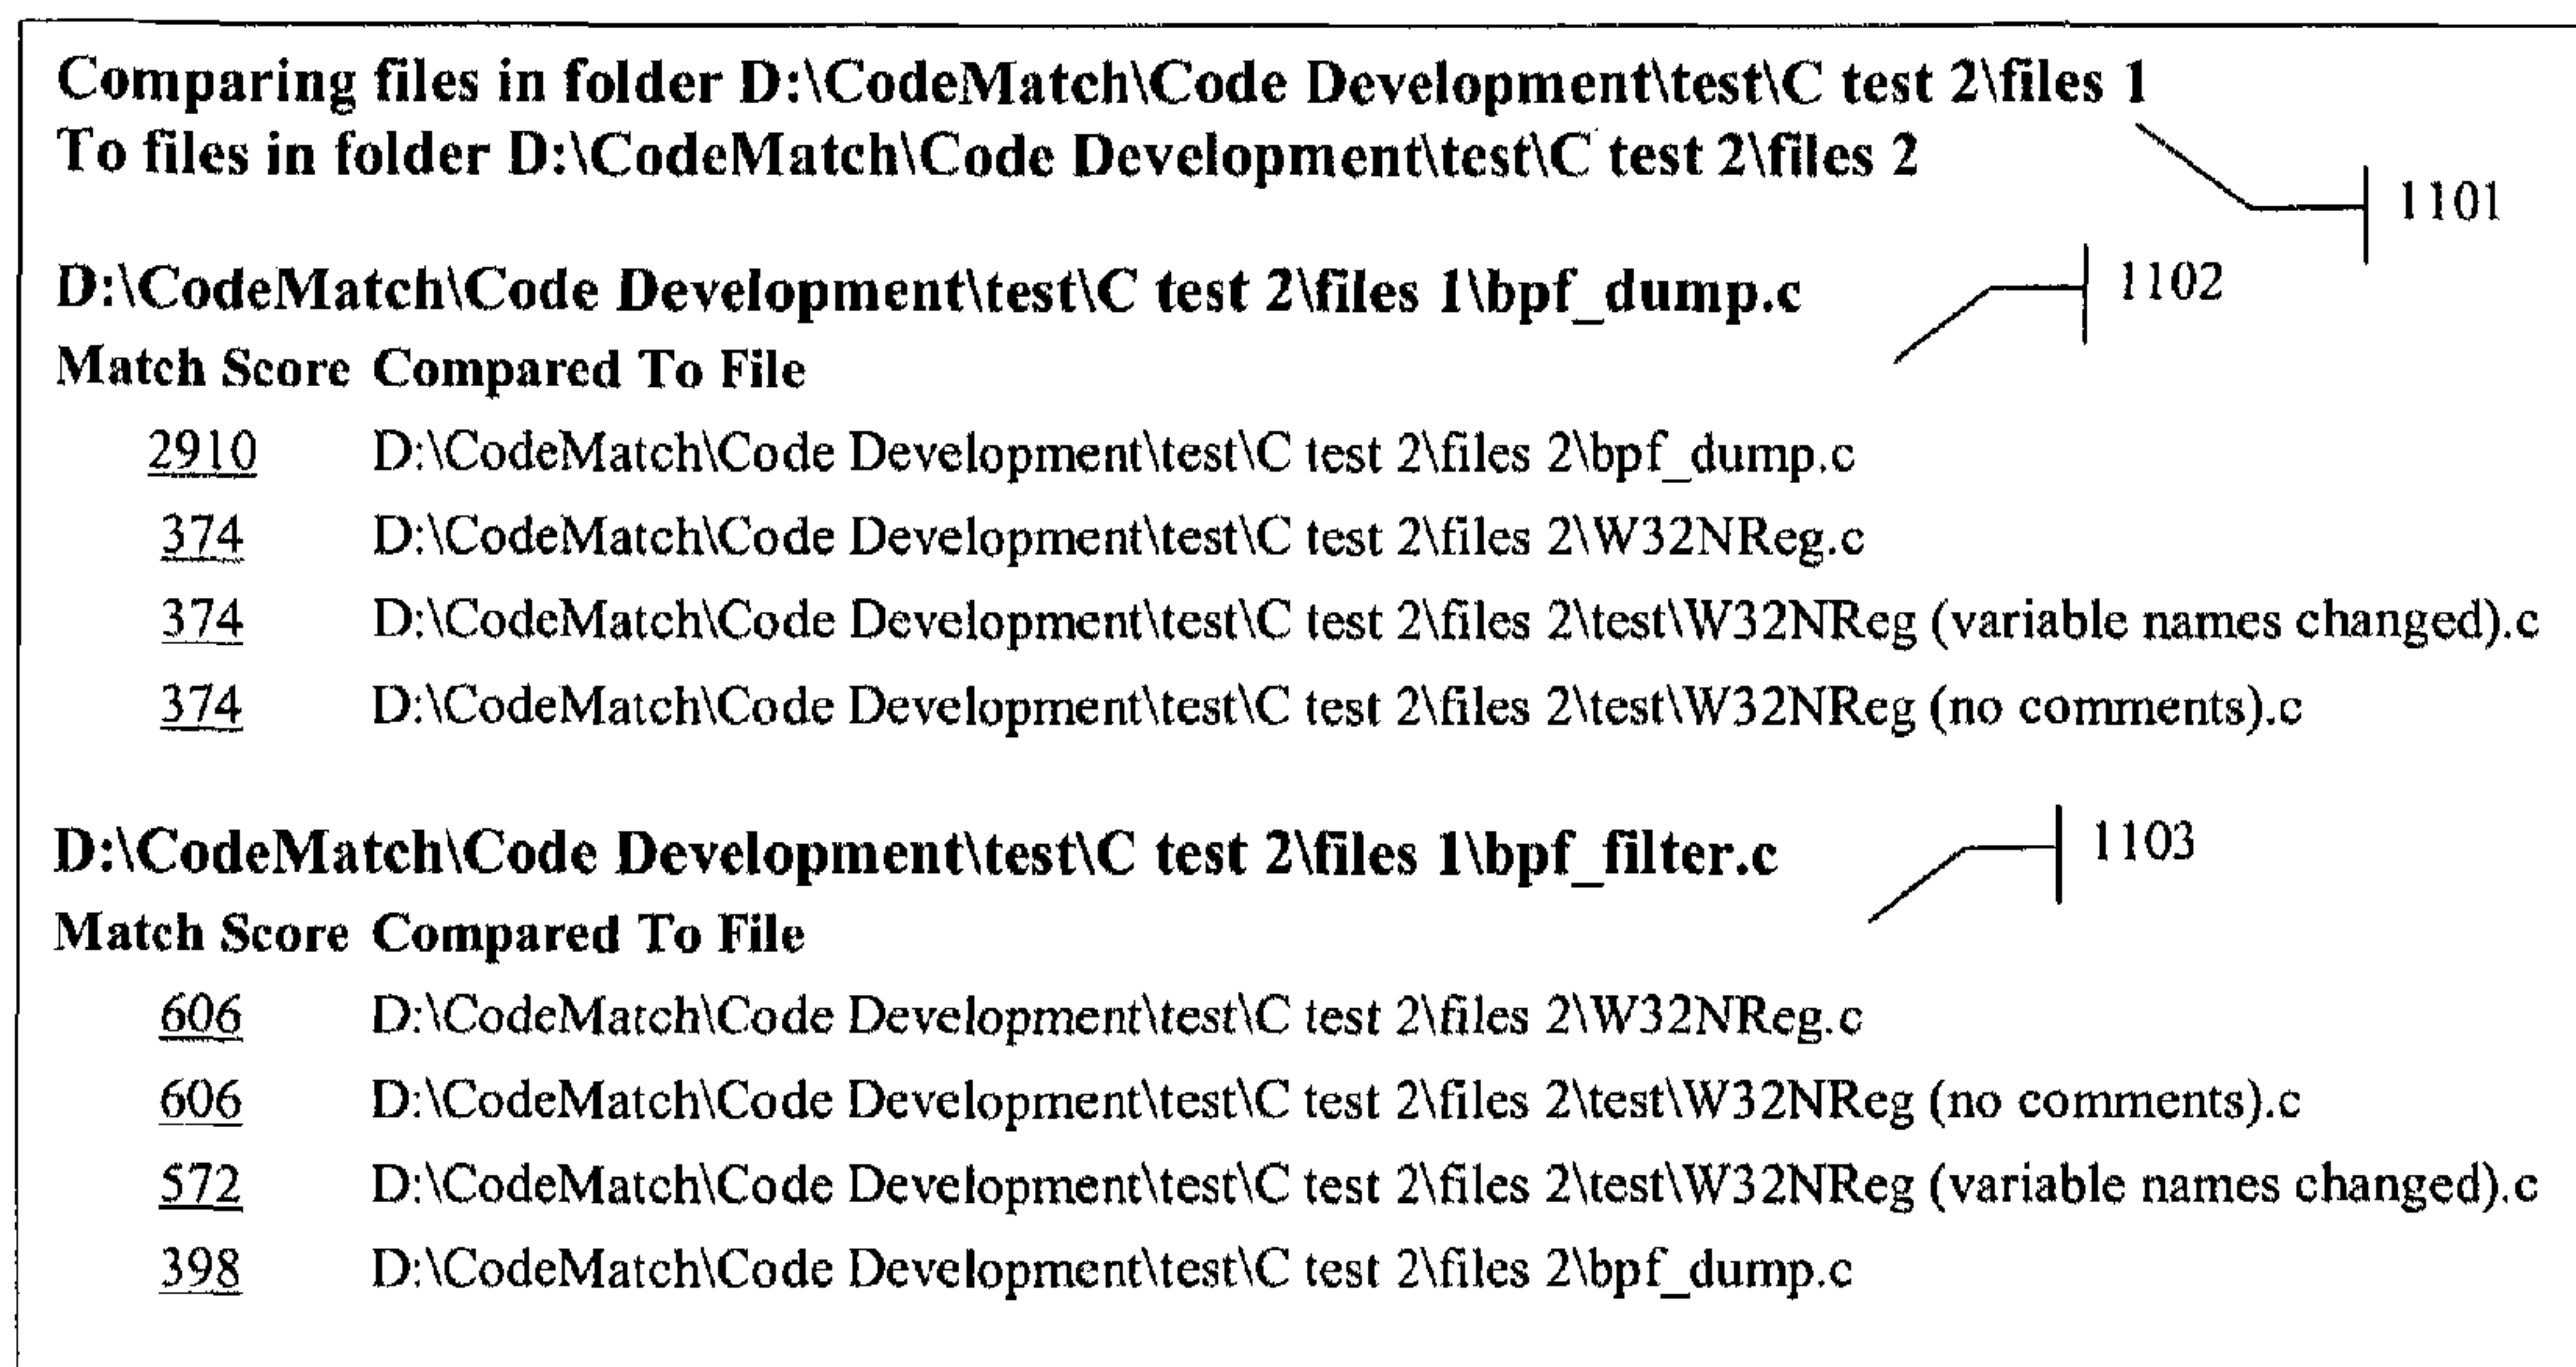 Comparing files in folder D:\CodeMatch\Code Development\test\C test 2\files 1
To files in folder D:\CodeMatch\Code Development\test\C test 2\files 2
1101
D:\CodeMatch\Code Development\test\C test 2\files 1\bpf_dump.c
1102
Match Score Compared To File
2910 D:\CodeMatch\Code Development\test\C test 2\files 2\bpf_dump.c
374 D:\CodeMatch\Code Development\test\C test 2\files 2\W32NReg.c
374 D:\CodeMatch\Code Development\test\C test 2\files 2\test\W32NReg (variable names changed).c
374 D:\CodeMatch\Code Development\test\C test 2\files 2\test\W32NReg (no comments).c
D:\CodeMatch\Code Development\test\C test 2\files 1\bpf_filter.c
1103
Match Score Compared To File
606 D:\CodeMatch\Code Development\test\C test 2\files 2\W32NReg.c
606 D:\CodeMatch\Code Development\test\C test 2\files 2\test\W32NReg (no comments).c
572 D:\CodeMatch\Code Development\test\C test 2\files 2\test\W32NReg (variable names changed).c
398 D:\CodeMatch\Code Development\test\C test 2\files 2\bpf_dump.c